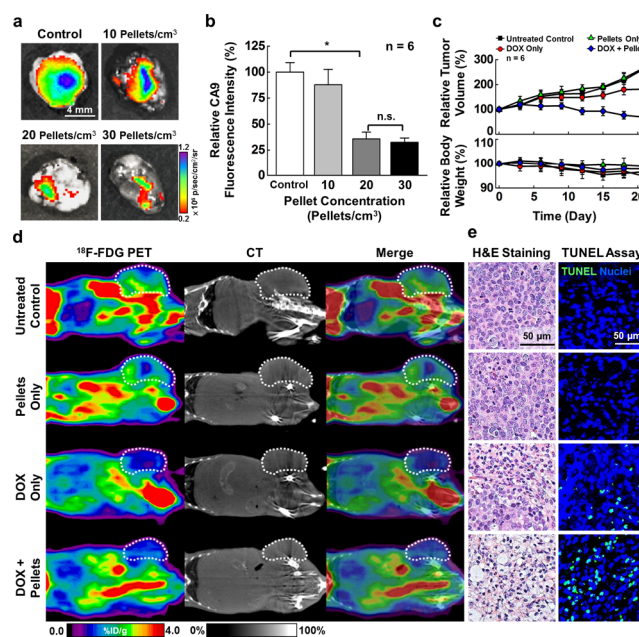 a
Control
10 Pellets/cm³
4 mm
20 Pellets/cm³
30 Pellets/cm³
1.2
0.2
× 10⁶ p/sec/cm²/sr
b
Relative CA9
Fluorescence Intensity (%)
125
100
75
50
25
0
*
n = 6
n.s.
Control
10
20
30
Pellet Concentration
(Pellets/cm³)
c
Untreated Control
DOX Only
n = 6
Pellets Only
DOX + Pelle
Relative Tumor
Volume (%)
200
100
0
Relative Body
Weight (%)
100
90
0
5
10
15
20
Time (Day)
d
¹⁸F-FDG PET
CT
Merge
Untreated
Control
Pellets
Only
DOX
Only
DOX +
Pellets
0.0
%ID/g
4.0
0%
100%
e
H&E Staining
TUNEL Assay
TUNEL Nuclei
50 µm
50 µm